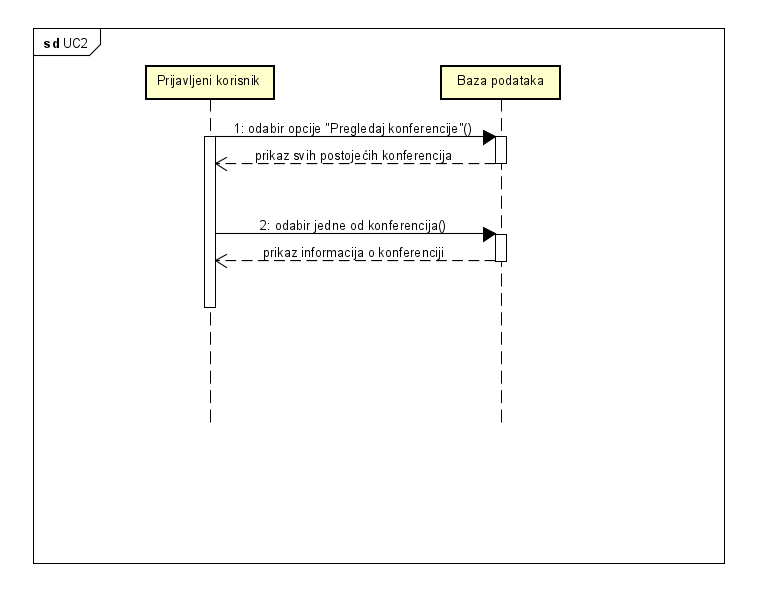 sd UC2
Prijavljeni korisnik
Baza podataka
1: odabir opcije "Pregledaj konferencije"()
prikaz svih postojećih konferencija
2: odabir jedne od konferencija()
prikaz informacija o konferenciji